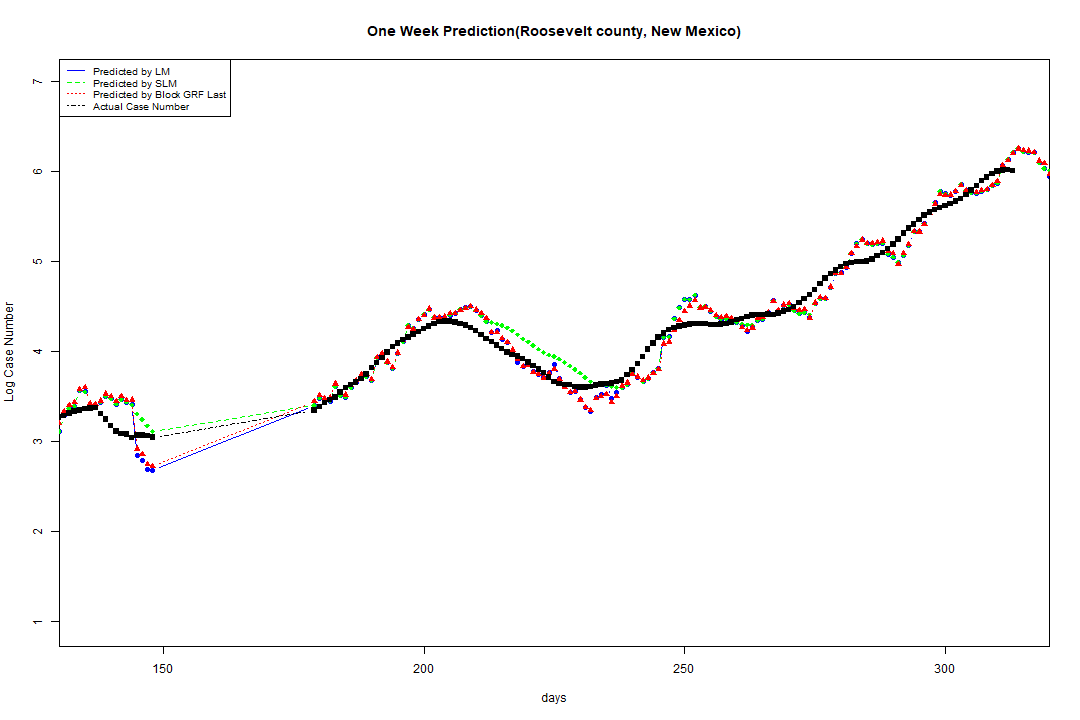 One Week Prediction(Roosevelt county, New Mexico)
Predicted by LM
Predicted by SLM
Predicted by Block GRF Last
Actual Case Number
7
6
5
4
3
2
1
Log Case Number
150 200 250 300
days